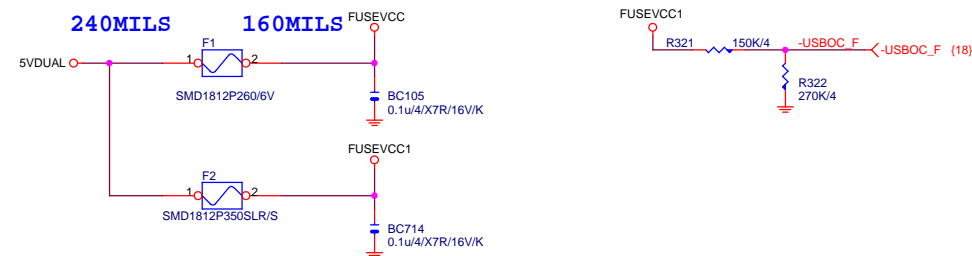 240MILS 160MILS
FUSEVCC
F1
5VDUAL 1 2
SMD1812P260/6V
BC105
0.1u/4/X7R/16V/K
FUSEVCC1
F2
1 2
SMD1812P350SLR/S
BC714
0.1u/4/X7R/16V/K
FUSEVCC1
R321 150K/4 -USBOC_F
-USBOC_F {18}
R322
270K/4